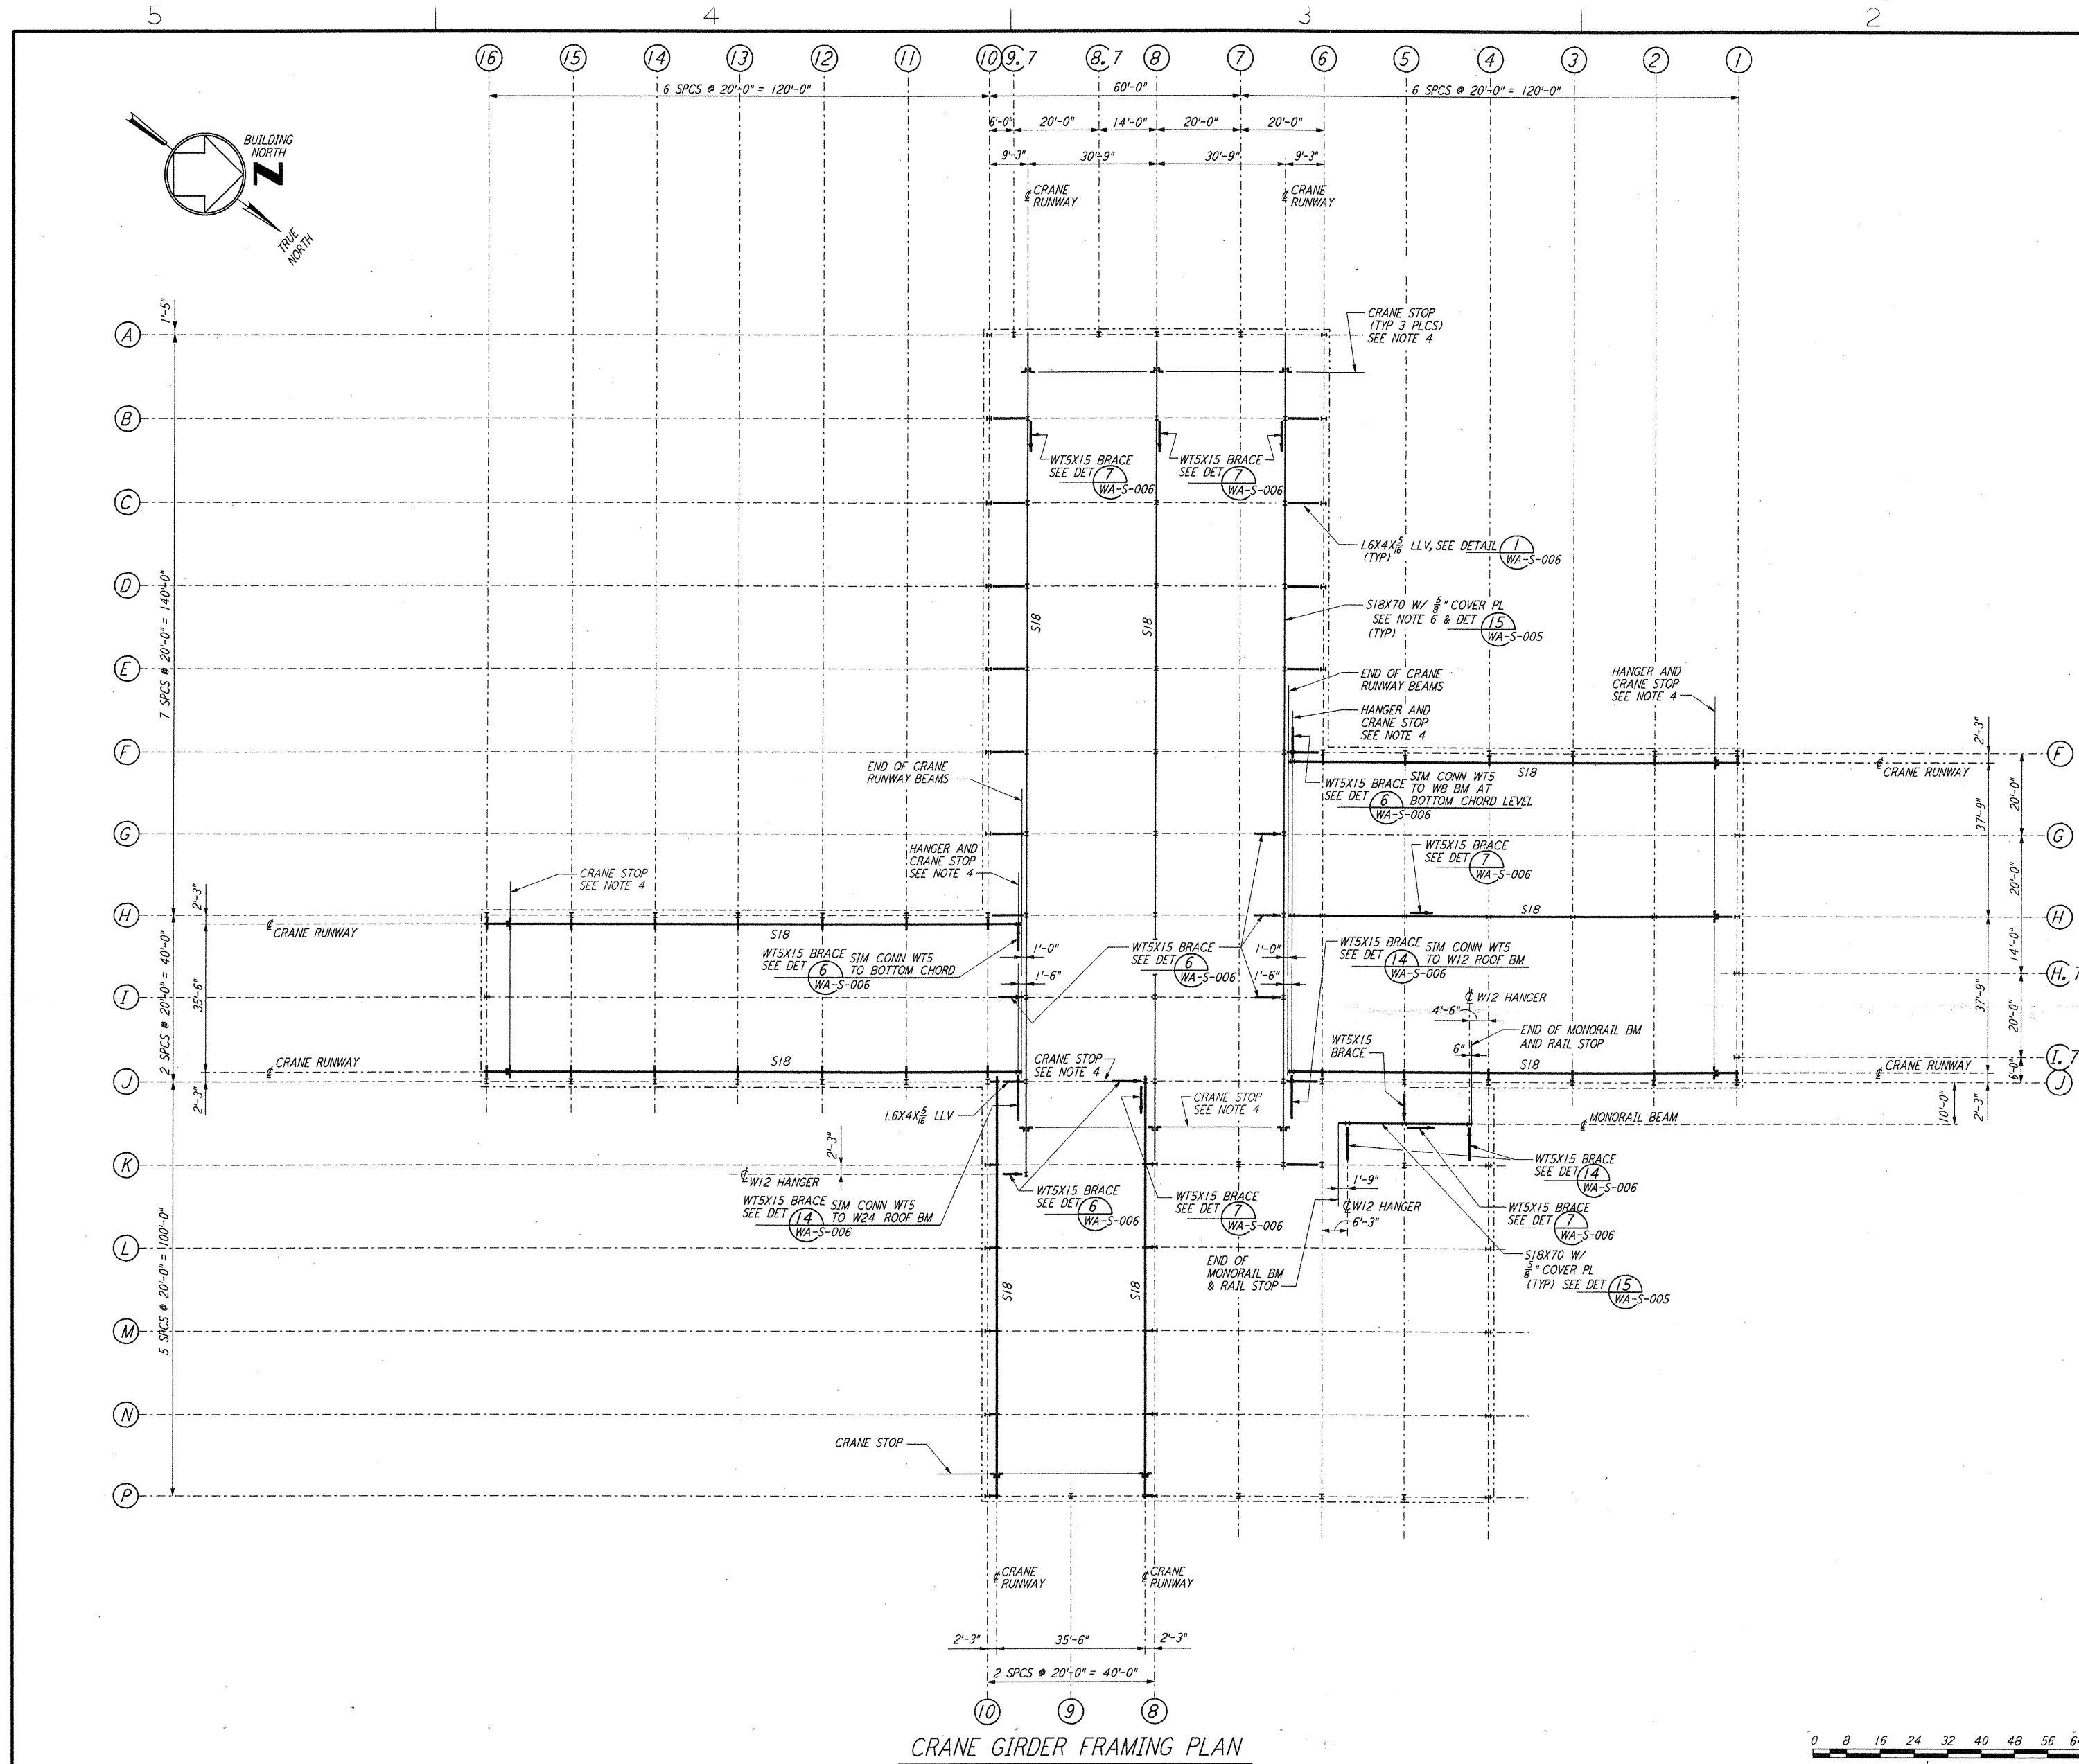 5 4 3 2
16 15 14 13 12 11 10 9.7 8.7 8 7 6 5 4 3 2 1
6 SPCS @ 20'-0" = 120'-0" 60'-0" 6 SPCS @ 20'-0" = 120'-0"
6'-0" 20'-0" 14'-0" 20'-0" 20'-0"
9'-3" 30'-9" 30'-9" 9'-3"
BUILDING
NORTH
N
TRUE
NORTH
℄ CRANE
RUNWAY
℄ CRANE
RUNWAY
1'-5"
A
CRANE STOP
(TYP 3 PLCS)
SEE NOTE 4
B
WT5X15 BRACE
SEE DET 7
WA-S-006
WT5X15 BRACE
SEE DET 7
WA-S-006
C
L6X4X5/16 LLV, SEE DETAIL 1
(TYP) WA-S-006
D
7 SPCS @ 20'-0" = 140'-0"
S18
S18
S18X70 W/ 5/8" COVER PL
SEE NOTE 6 & DET 15
(TYP) WA-S-005
E
END OF CRANE
RUNWAY BEAMS
HANGER AND
CRANE STOP
SEE NOTE 4
HANGER AND
CRANE STOP
SEE NOTE 4
2'-3"
F
F
END OF CRANE
RUNWAY BEAMS
S18
℄ CRANE RUNWAY
WT5X15 BRACE SIM CONN WT5
SEE DET 6 TO W8 BM AT
BOTTOM CHORD LEVEL
WA-S-006
20'-0"
37'-9"
G
G
HANGER AND
CRANE STOP
SEE NOTE 4
WT5X15 BRACE
SEE DET 7
WA-S-006
CRANE STOP
SEE NOTE 4
20'-0"
2'-3"
H
H
℄ CRANE RUNWAY
S18
S18
WT5X15 BRACE SIM CONN WT5
SEE DET 6 TO BOTTOM CHORD
WA-S-006
1'-0"
1'-6"
WT5X15 BRACE
SEE DET 6
WA-S-006
1'-0"
1'-6"
WT5X15 BRACE SIM CONN WT5
SEE DET 14 TO W12 ROOF BM
WA-S-006
14'-0"
H.7
2 SPCS @ 20'-0" = 40'-0"
35'-6"
I
℄ W12 HANGER
4'-6"
37'-9"
20'-0"
END OF MONORAIL BM
AND RAIL STOP
WT5X15
BRACE
6"
I.7
℄ CRANE RUNWAY
S18
CRANE STOP
SEE NOTE 4
S18
℄ CRANE RUNWAY
6'-0"
J
J
2'-3"
L6X4X5/16 LLV
CRANE STOP
SEE NOTE 4
10'-0"
2'-3"
℄ MONORAIL BEAM
2'-3"
K
℄ W12 HANGER
WT5X15 BRACE
SEE DET 14
WA-S-006
WT5X15 BRACE SIM CONN WT5
SEE DET 14 TO W24 ROOF BM
WA-S-006
WT5X15 BRACE
SEE DET 6
WA-S-006
WT5X15 BRACE
SEE DET 7
WA-S-006
1'-9"
℄ W12 HANGER
6'-3"
WT5X15 BRACE
SEE DET 7
WA-S-006
L
5 SPCS @ 20'-0" = 100'-0"
END OF
MONORAIL BM
& RAIL STOP
S18X70 W/
5/8" COVER PL
(TYP) SEE DET 15
WA-S-005
S18
S18
M
N
CRANE STOP
P
℄ CRANE
RUNWAY
℄ CRANE
RUNWAY
2'-3" 35'-6" 2'-3"
2 SPCS @ 20'-0" = 40'-0"
10 9 8
CRANE GIRDER FRAMING PLAN
0 8 16 24 32 40 48 56